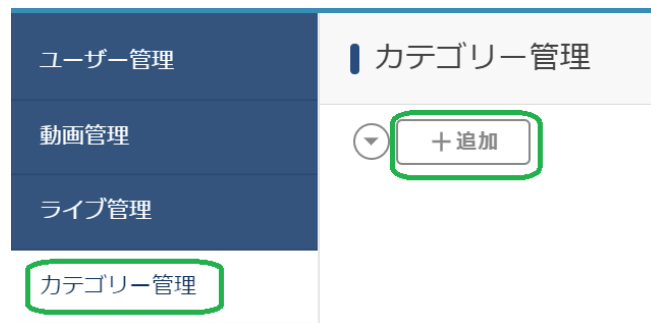 ユーザー管理
動画管理
ライブ管理
カテゴリー管理
カテゴリー管理
＋追加